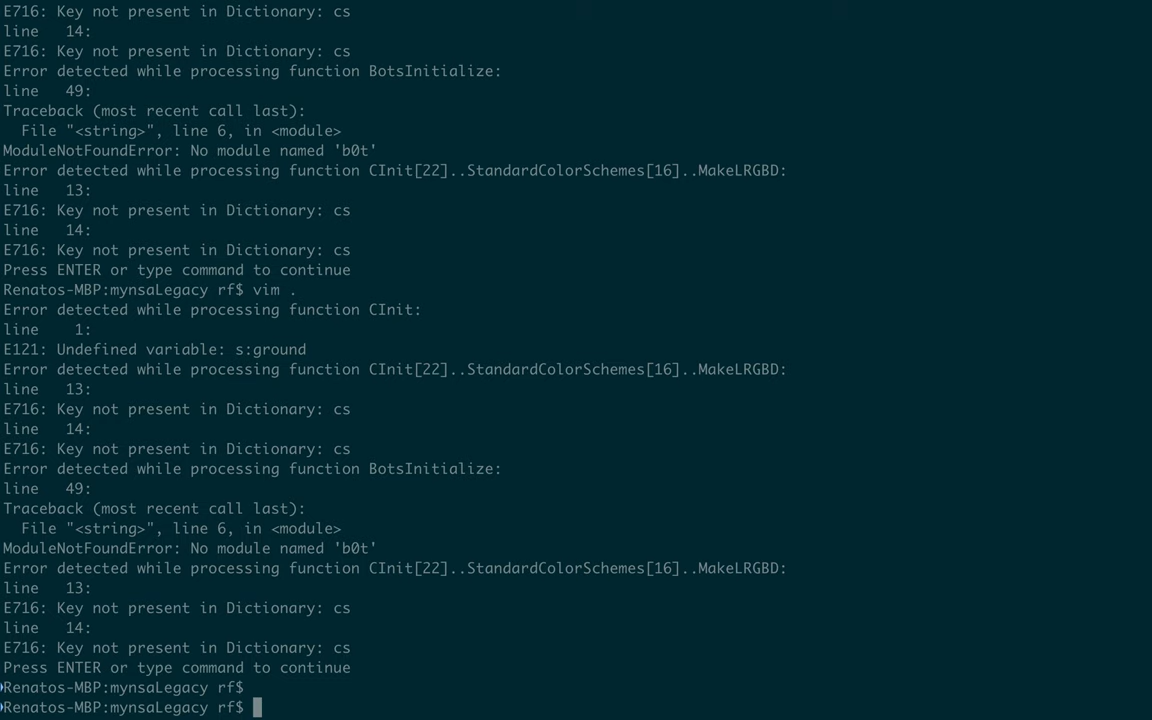 E716: Key not present in Dictionary: cs
line   14:
E716: Key not present in Dictionary: cs
Error detected while processing function BotsInitialize:
line   49:
Traceback (most recent call last):
  File "<string>", line 6, in <module>
ModuleNotFoundError: No module named 'b0t'
Error detected while processing function CInit[22]..StandardColorSchemes[16]..MakeLRGBD:
line   13:
E716: Key not present in Dictionary: cs
line   14:
E716: Key not present in Dictionary: cs
Press ENTER or type command to continue
Renatos-MBP:mynsaLegacy rf$ vim .
Error detected while processing function CInit:
line    1:
E121: Undefined variable: s:ground
Error detected while processing function CInit[22]..StandardColorSchemes[16]..MakeLRGBD:
line   13:
E716: Key not present in Dictionary: cs
line   14:
E716: Key not present in Dictionary: cs
Error detected while processing function BotsInitialize:
line   49:
Traceback (most recent call last):
  File "<string>", line 6, in <module>
ModuleNotFoundError: No module named 'b0t'
Error detected while processing function CInit[22]..StandardColorSchemes[16]..MakeLRGBD:
line   13:
E716: Key not present in Dictionary: cs
line   14:
E716: Key not present in Dictionary: cs
Press ENTER or type command to continue
Renatos-MBP:mynsaLegacy rf$
Renatos-MBP:mynsaLegacy rf$